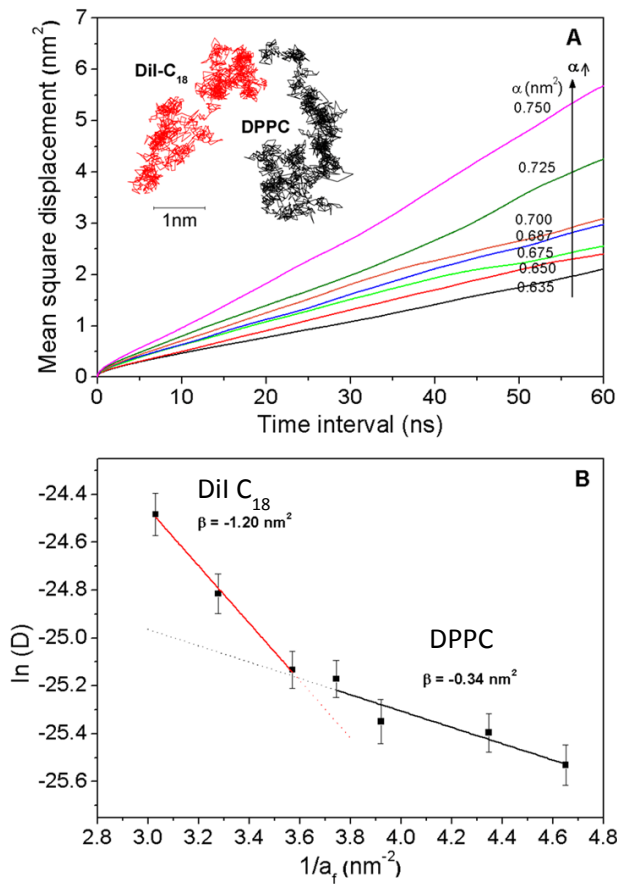 A
7
6
5
4
3
2
1
0
Mean square displacement (nm²)
DiI-C₁₈
DPPC
1nm
α
α (nm²)
0.750
0.725
0.700
0.687
0.675
0.650
0.635
0 10 20 30 40 50 60
Time interval (ns)
B
-24.4
-24.6
-24.8
-25.0
-25.2
-25.4
-25.6
ln (D)
DiI C₁₈
β = -1.20 nm²
DPPC
β = -0.34 nm²
2.8 3.0 3.2 3.4 3.6 3.8 4.0 4.2 4.4 4.6 4.8
1/a_f (nm⁻²)